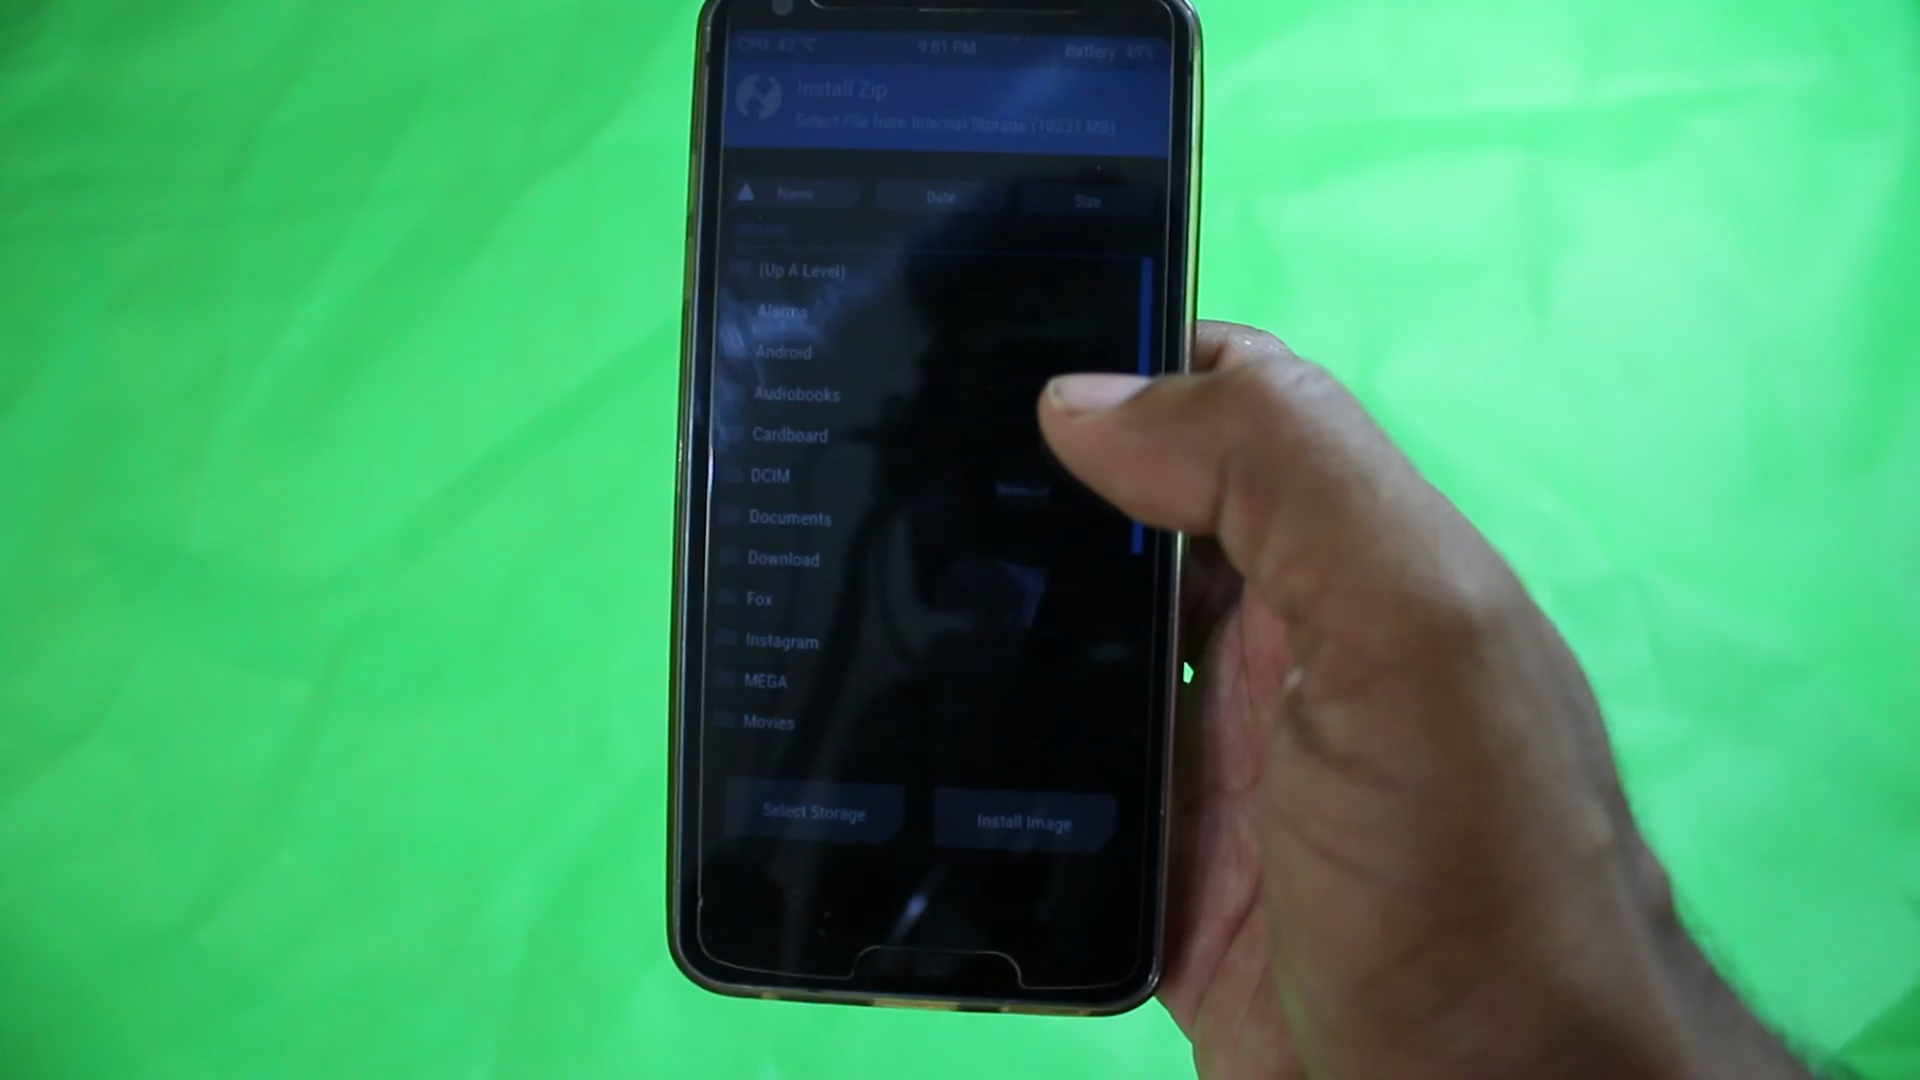 CPU: 42 °C 9:01 PM Battery: 49%
Install Zip
Select File from Internal Storage (10231 MB)
Name Date Size
/sdcard
(Up A Level)
Alarms
Android
Audiobooks
Cardboard
DCIM
Documents
Download
Fox
Instagram
MEGA
Movies
Select Storage Install Image